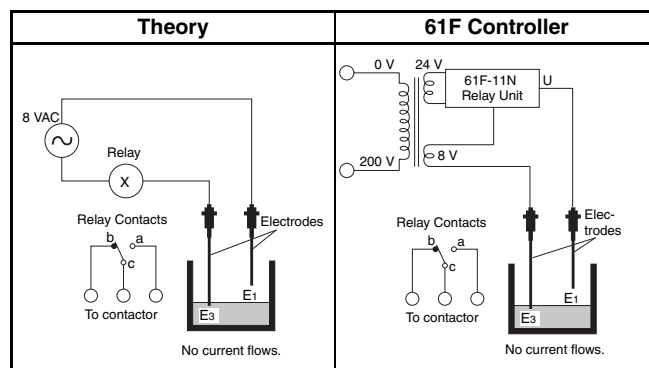 Theory
8 VAC
Relay
X
Relay Contacts
b
a
c
Electrodes
E1
E3
To contactor
No current flows.
61F Controller
0 V
24 V
61F-11N
Relay Unit
U
200 V
8 V
Relay Contacts
b
a
c
Elec-
trodes
E1
E3
To contactor
No current flows.